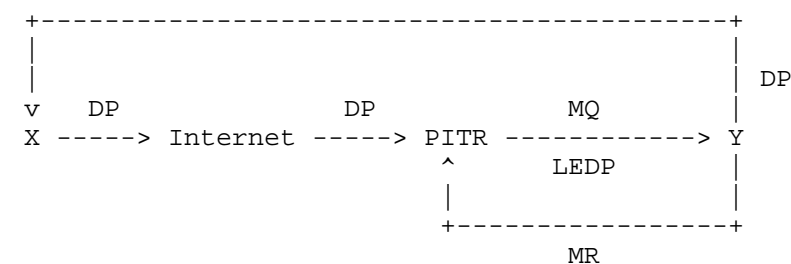 DP
DP DP MQ
X -----> Internet -----> PITR ------------> Y
LEDP
MR